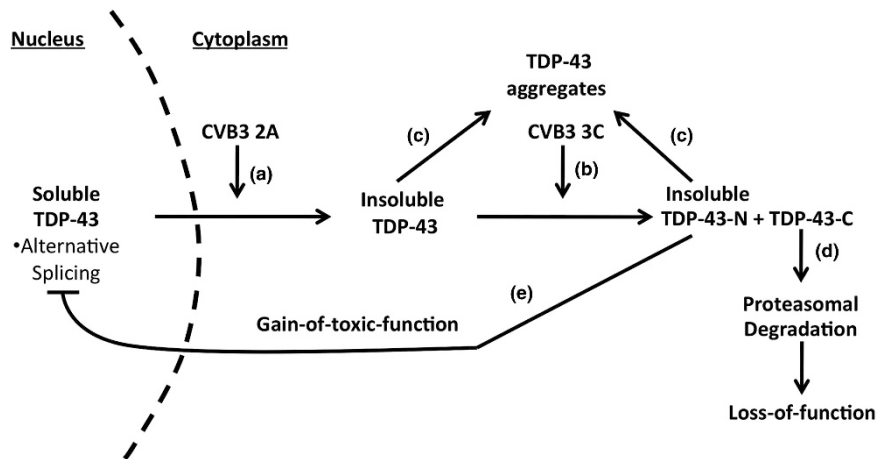 Nucleus
Cytoplasm
TDP-43
aggregates
CVB3 2A
(c)
CVB3 3C
(c)
(a)
(b)
Soluble
TDP-43
•Alternative
Splicing
Insoluble
TDP-43
Insoluble
TDP-43-N + TDP-43-C
(d)
(e)
Gain-of-toxic-function
Proteasomal
Degradation
Loss-of-function